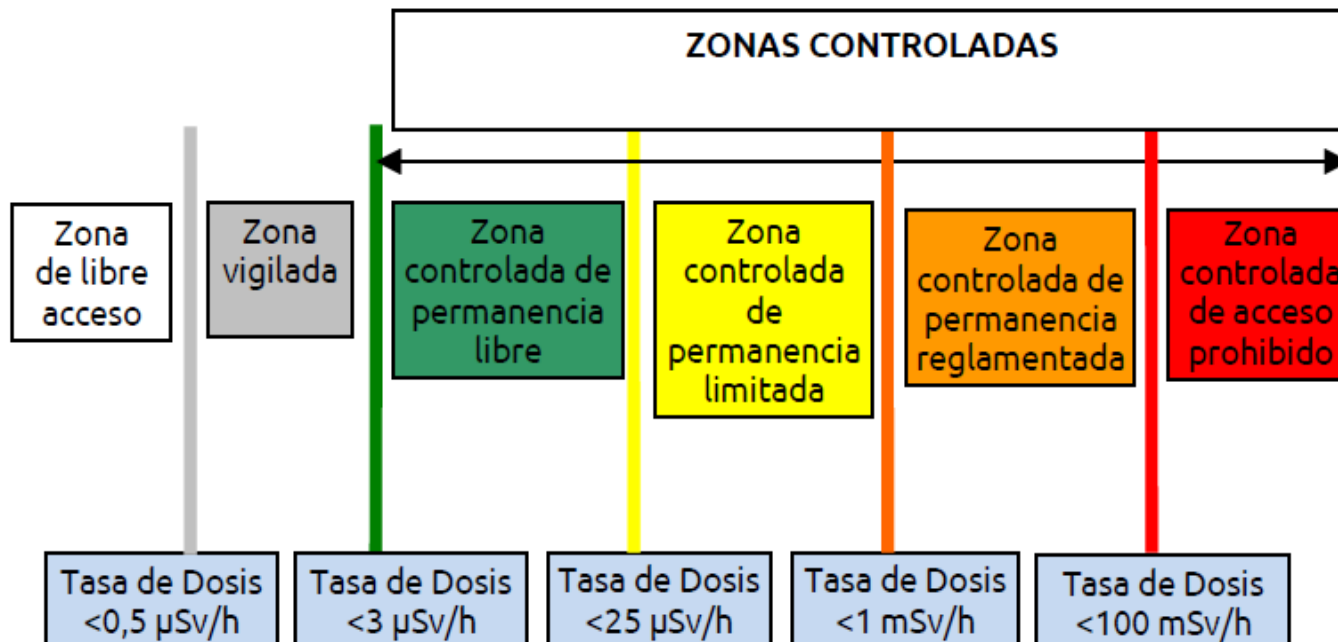 ZONAS CONTROLADAS
Zona
de libre
acceso
Zona
vigilada
Zona
controlada de
permanencia
libre
Zona
controlada
de
permanencia
limitada
Zona
controlada de
permanencia
reglamentada
Zona
controlada
de acceso
prohibido
Tasa de Dosis
<0,5 µSv/h
Tasa de Dosis
<3 µSv/h
Tasa de Dosis
<25 µSv/h
Tasa de Dosis
<1 mSv/h
Tasa de Dosis
<100 mSv/h